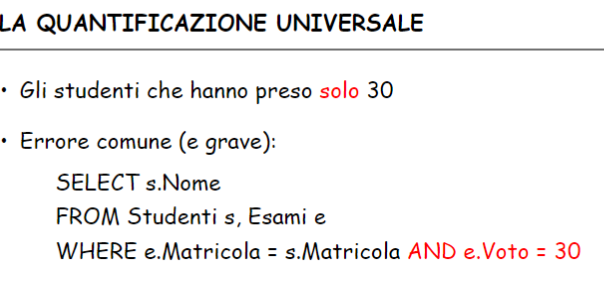 LA QUANTIFICAZIONE UNIVERSALE
• Gli studenti che hanno preso solo 30
• Errore comune (e grave):
SELECT s.Nome
FROM Studenti s, Esami e
WHERE e.Matricola = s.Matricola AND e.Voto = 30